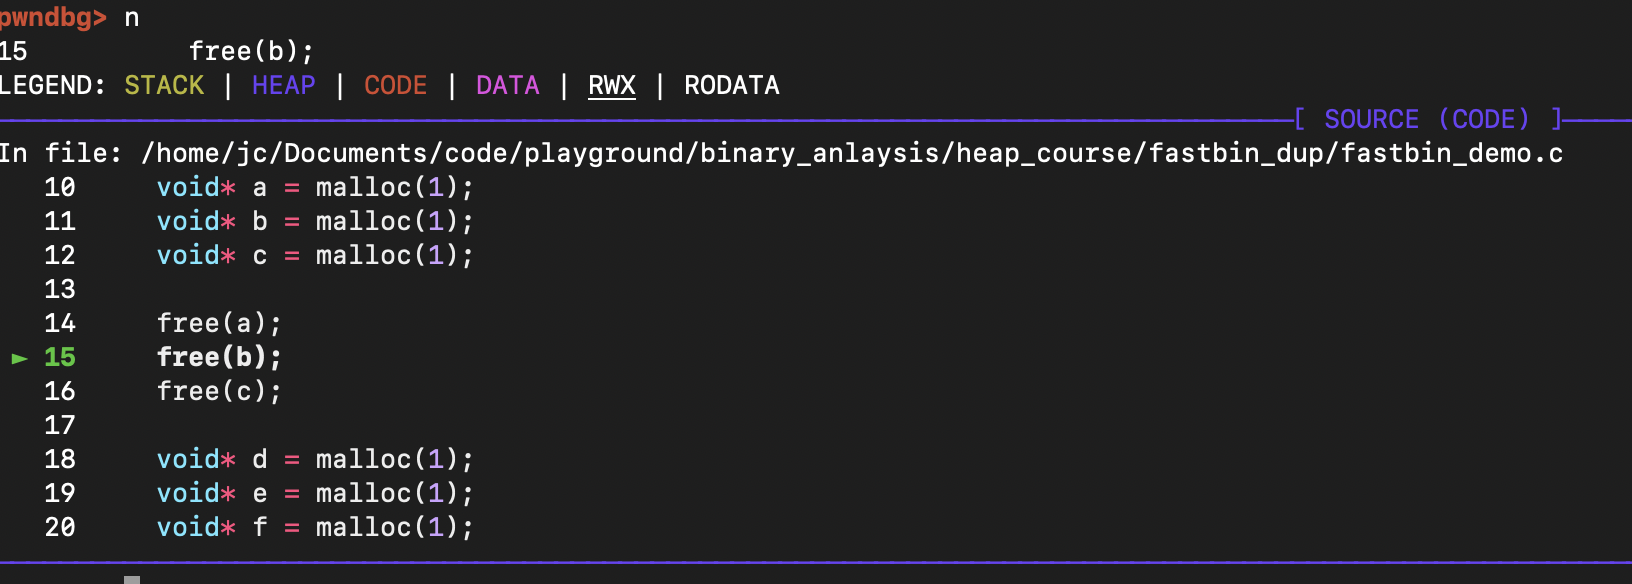 pwndbg> n
15         free(b);
LEGEND: STACK | HEAP | CODE | DATA | RWX | RODATA
[ SOURCE (CODE) ]
In file: /home/jc/Documents/code/playground/binary_anlaysis/heap_course/fastbin_dup/fastbin_demo.c
10     void* a = malloc(1);
11     void* b = malloc(1);
12     void* c = malloc(1);
13
14     free(a);
► 15     free(b);
16     free(c);
17
18     void* d = malloc(1);
19     void* e = malloc(1);
20     void* f = malloc(1);